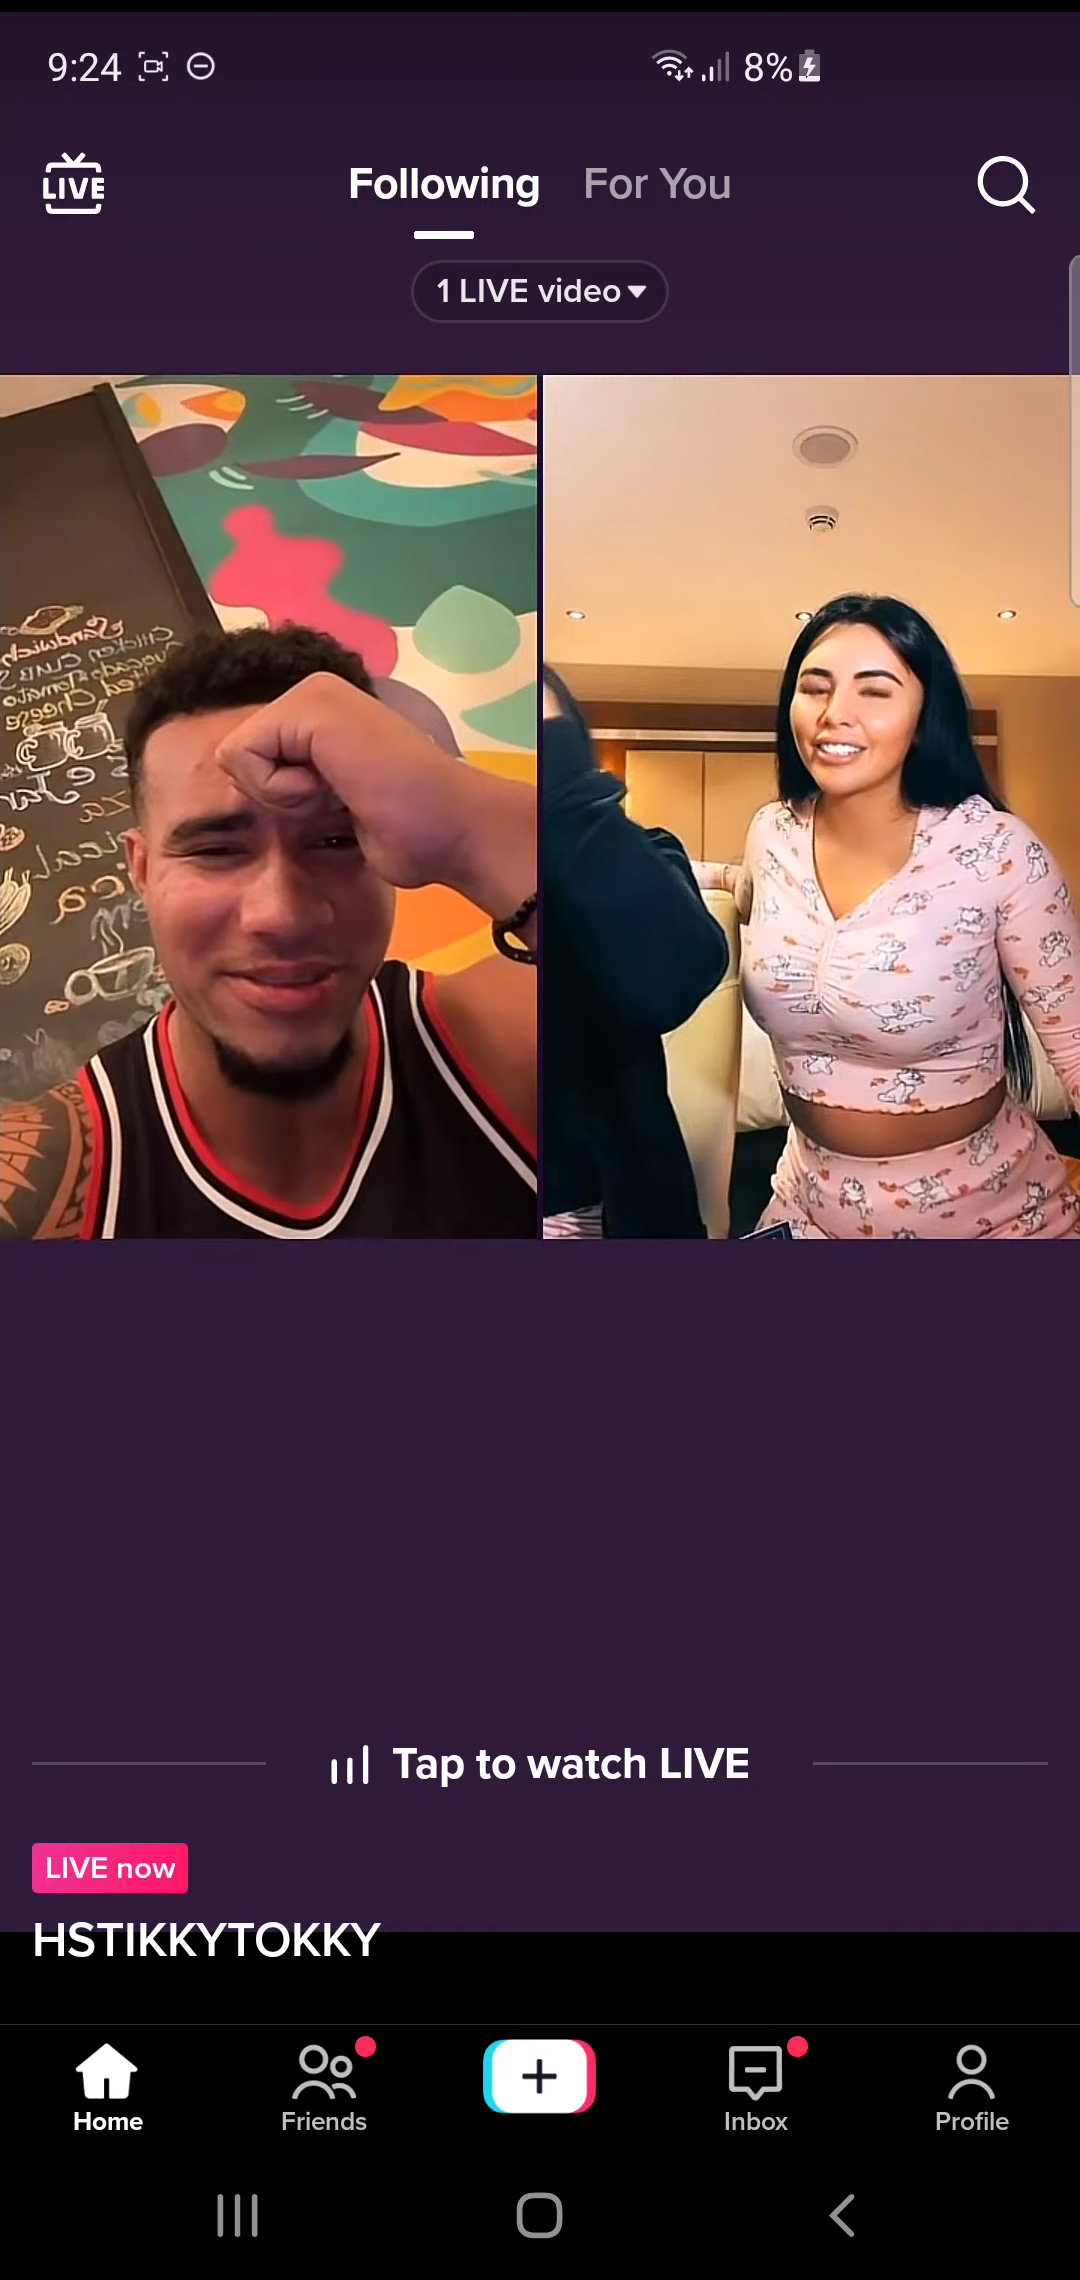 9:24
8%
LIVE
Following For You
1 LIVE video
Tap to watch LIVE
LIVE now
HSTIKKYTOKKY
Home Friends Inbox Profile